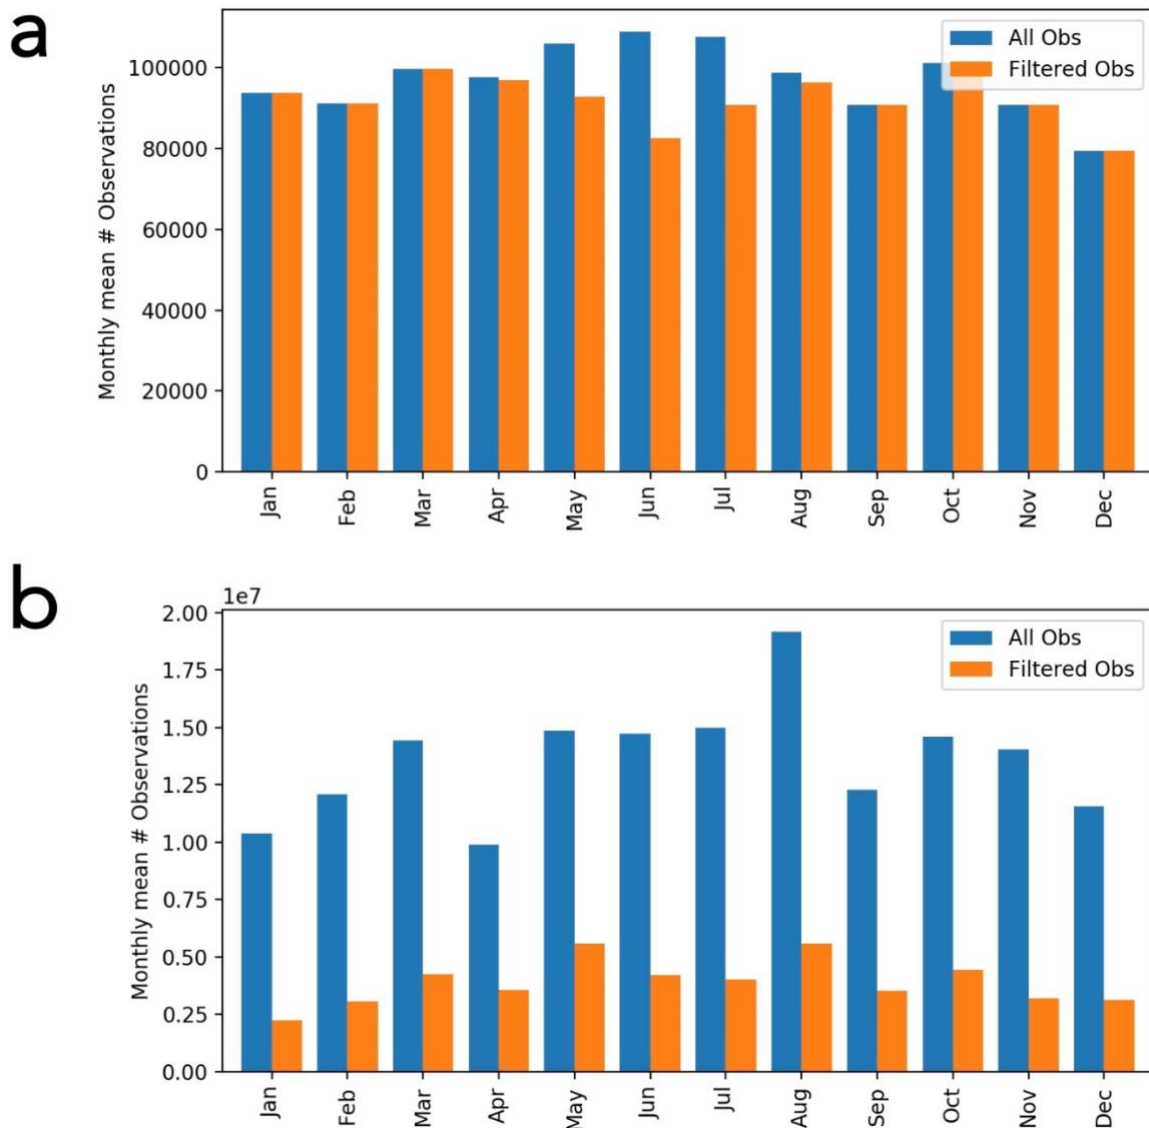 a
All Obs
Filtered Obs
Monthly mean # Observations
100000
80000
60000
40000
20000
0
Jan Feb Mar Apr May Jun Jul Aug Sep Oct Nov Dec
b
1e7
All Obs
Filtered Obs
Monthly mean # Observations
2.00
1.75
1.50
1.25
1.00
0.75
0.50
0.25
0.00
Jan Feb Mar Apr May Jun Jul Aug Sep Oct Nov Dec